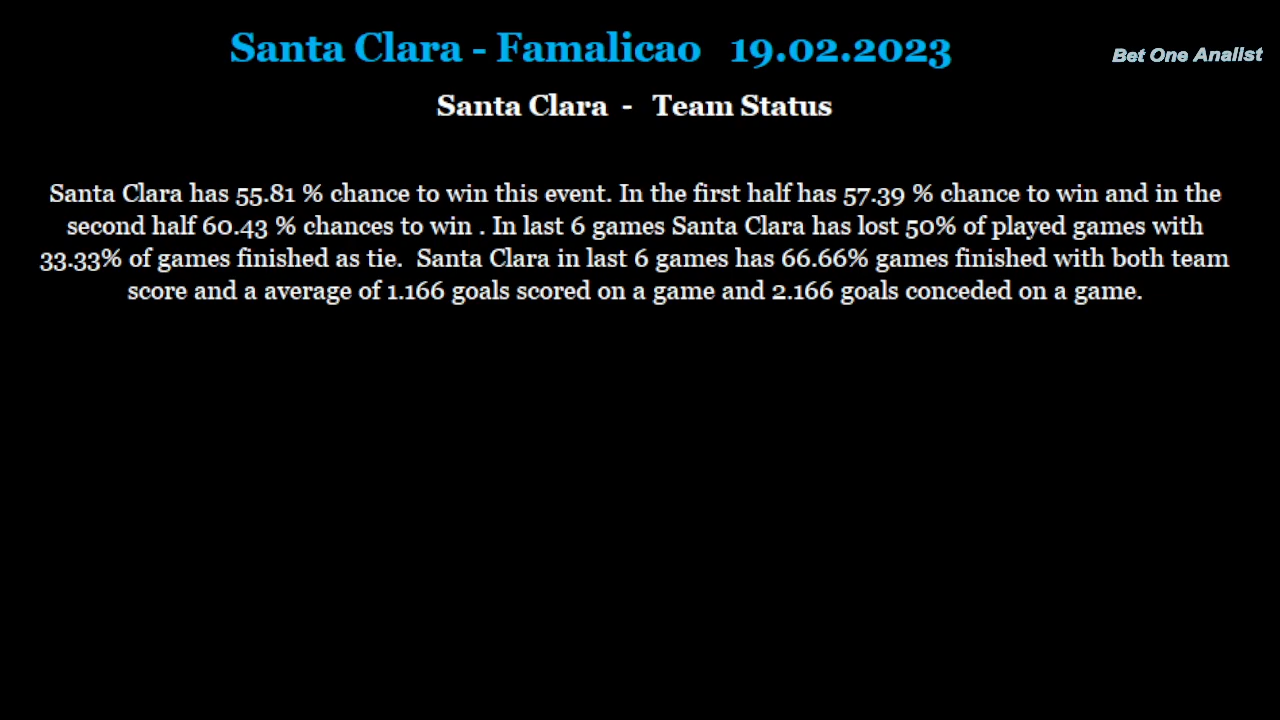 Santa Clara - Famalicao 19.02.2023
Bet One Analist
Santa Clara - Team Status
Santa Clara has 55.81 % chance to win this event. In the first half has 57.39 % chance to win and in the
second half 60.43 % chances to win . In last 6 games Santa Clara has lost 50% of played games with
33.33% of games finished as tie. Santa Clara in last 6 games has 66.66% games finished with both team
score and a average of 1.166 goals scored on a game and 2.166 goals conceded on a game.